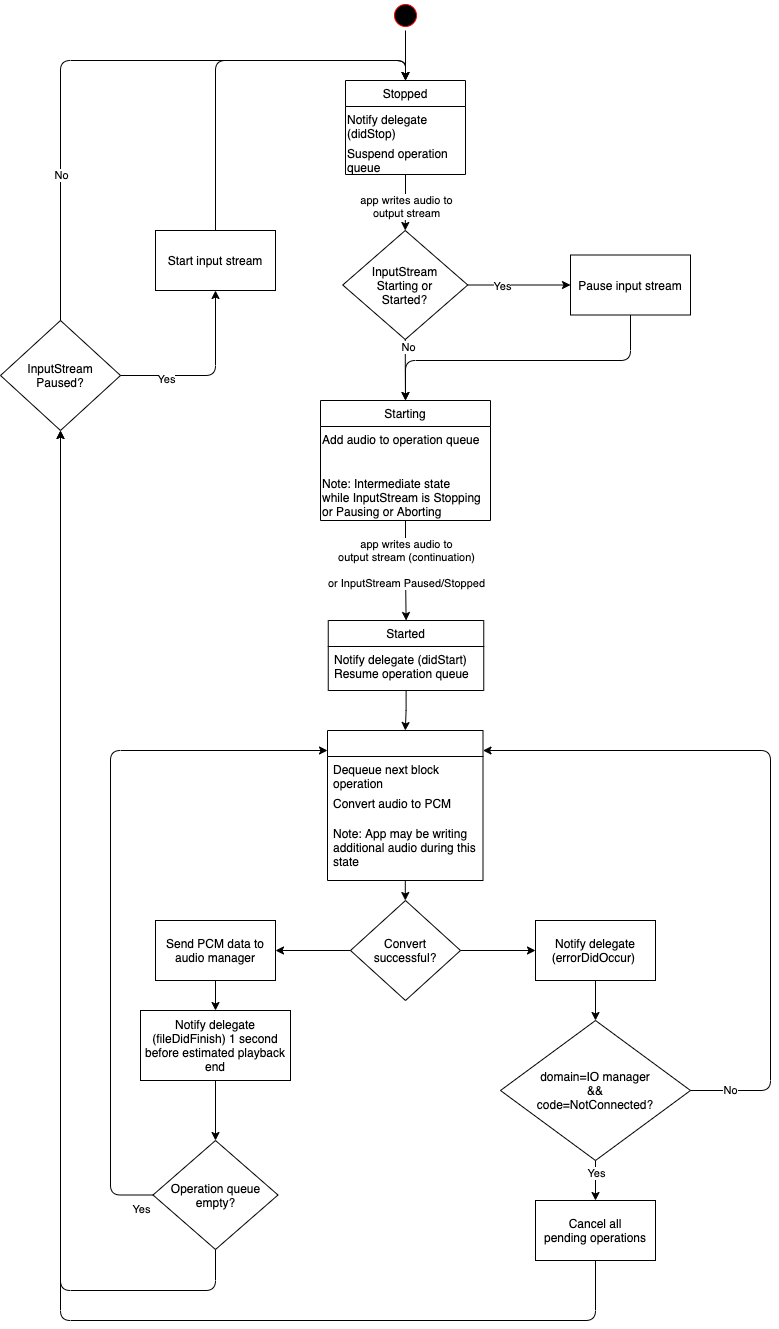 Stopped
Notify delegate
(didStop)
Suspend operation
queue
No
app writes audio to
output stream
Start input stream
InputStream
Starting or
Started?
Yes
Pause input stream
No
InputStream
Paused?
Yes
Starting
Add audio to operation queue
Note: Intermediate state
while InputStream is Stopping
or Pausing or Aborting
app writes audio to
output stream (continuation)
or InputStream Paused/Stopped
Started
Notify delegate (didStart)
Resume operation queue
Dequeue next block
operation
Convert audio to PCM
Note: App may be writing
additional audio during this
state
Send PCM data to
audio manager
Convert
successful?
Notify delegate
(errorDidOccur)
Notify delegate
(fileDidFinish) 1 second
before estimated playback
end
domain=IO manager
&&
code=NotConnected?
No
Yes
Operation queue
empty?
Yes
Cancel all
pending operations